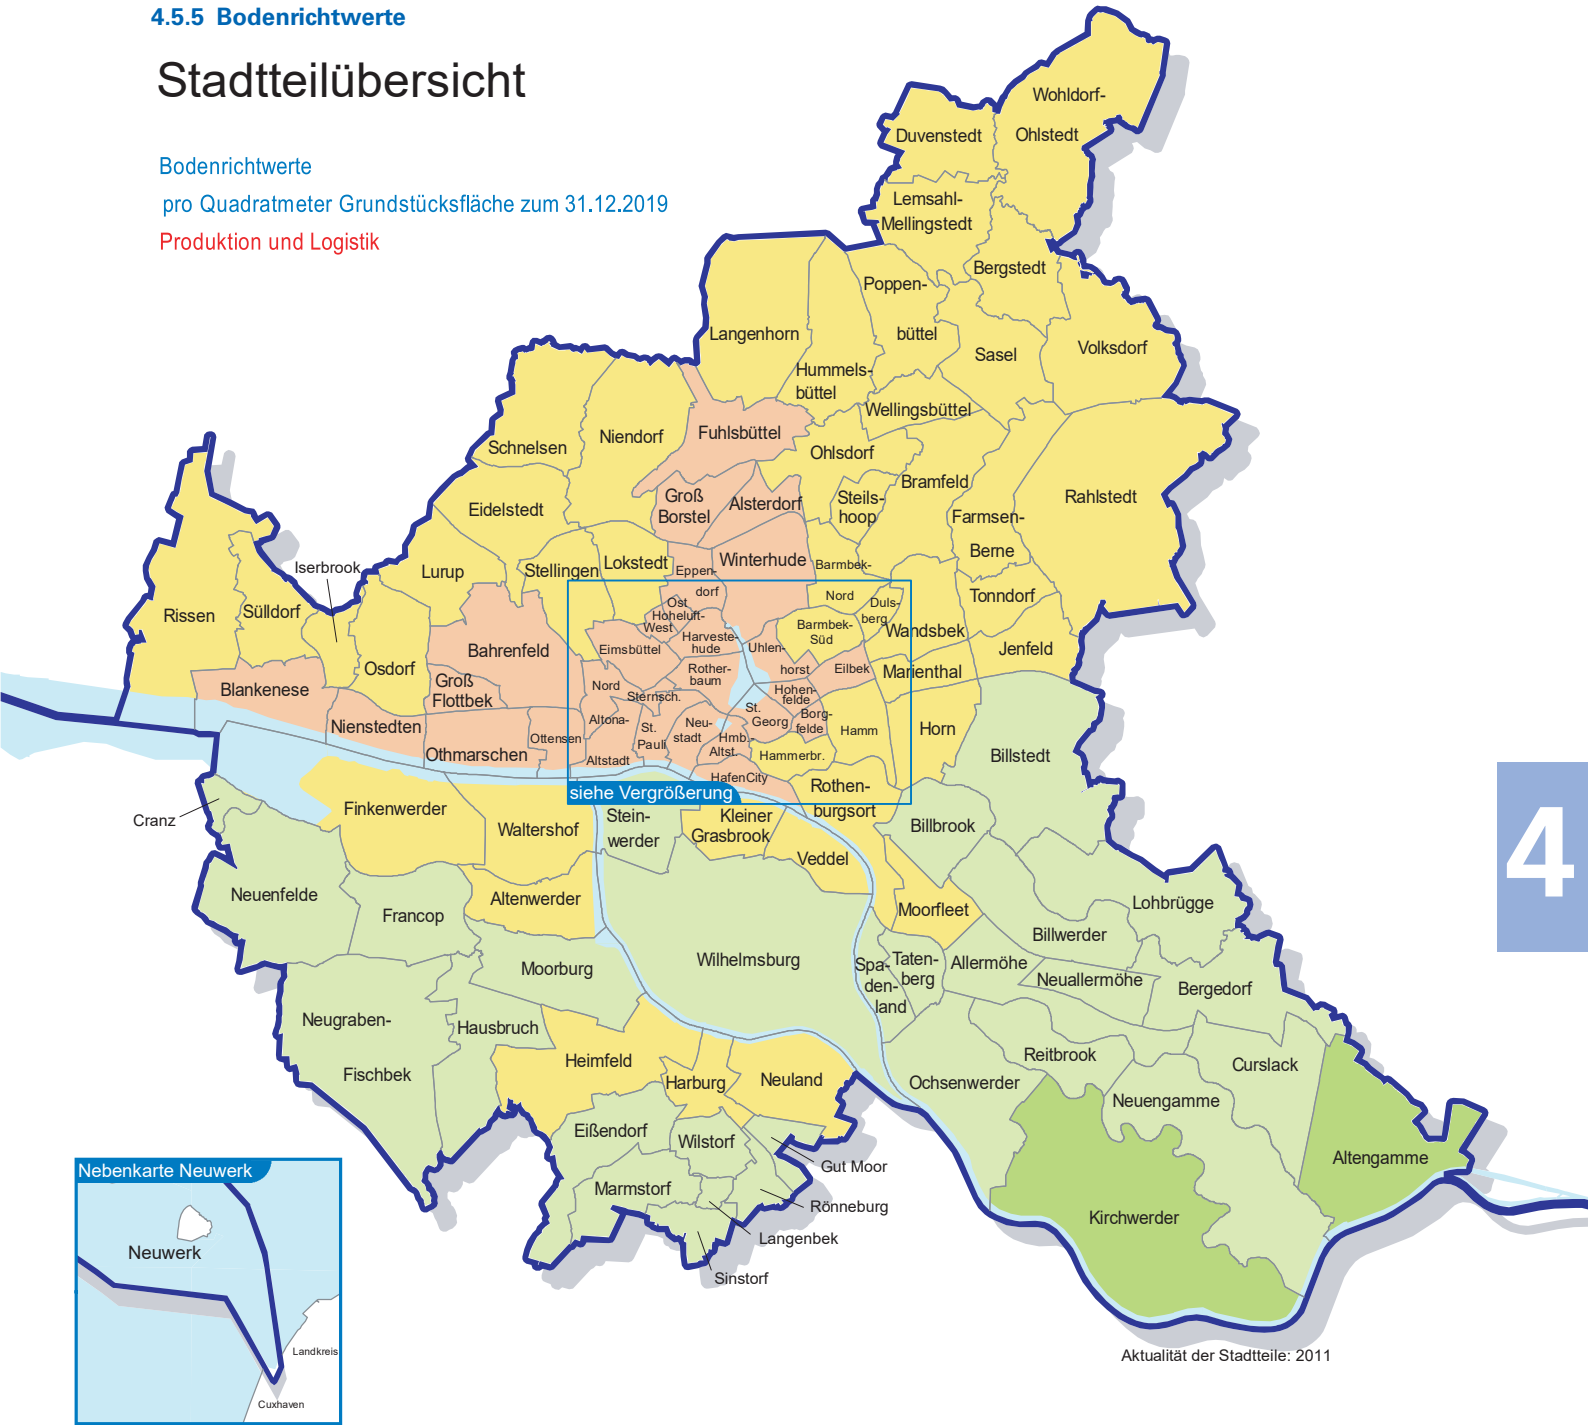 4.5.5 Bodenrichtwerte
Stadtteilübersicht
Bodenrichtwerte
pro Quadratmeter Grundstücksfläche zum 31.12.2019
Produktion und Logistik
Wohldorf-
Ohlstedt
Duvenstedt
Lemsahl-
Mellingstedt
Bergstedt
Poppen-
büttel
Langenhorn
Sasel
Volksdorf
Hummels-
büttel
Wellingsbüttel
Fuhlsbüttel
Niendorf
Schnelsen
Ohlsdorf
Bramfeld
Rahlstedt
Groß
Borstel
Alsterdorf
Steils-
hoop
Eidelstedt
Farmsen-
Berne
Winterhude
Lokstedt
Stellingen
Lurup
Iserbrook
Barmbek-
Nord
Eppen-
dorf
Tonndorf
Rissen
Sülldorf
Ost
Hoheluft-
West
Duls-
berg
Barmbek-
Süd
Wandsbek
Harveste-
hude
Uhlen-
horst
Eimsbüttel
Bahrenfeld
Jenfeld
Osdorf
Rother-
baum
Eilbek
Marienthal
Groß
Flottbek
Blankenese
Nord
Sternsch.
Hohen-
felde
Nienstedten
Altona-
Altstadt
St.
Pauli
Neu-
stadt
St.
Georg
Borg-
felde
Hamm
Horn
Ottensen
Othmarschen
Hmb.-
Altst.
Hammerbr.
Billstedt
HafenCity
siehe Vergrößerung
Rothen-
burgsort
Cranz
Finkenwerder
Waltershof
Stein-
werder
Kleiner
Grasbrook
Billbrook
Veddel
4
Neuenfelde
Francop
Altenwerder
Moorfleet
Lohbrügge
Billwerder
Moorburg
Wilhelmsburg
Spa-
den-
land
Taten-
berg
Allermöhe
Neuallermöhe
Bergedorf
Neugraben-
Fischbek
Hausbruch
Heimfeld
Harburg
Neuland
Reitbrook
Curslack
Ochsenwerder
Neuengamme
Eißendorf
Wilstorf
Gut Moor
Altengamme
Marmstorf
Rönneburg
Kirchwerder
Langenbek
Sinstorf
Nebenkarte Neuwerk
Neuwerk
Landkreis
Cuxhaven
Aktualität der Stadtteile: 2011